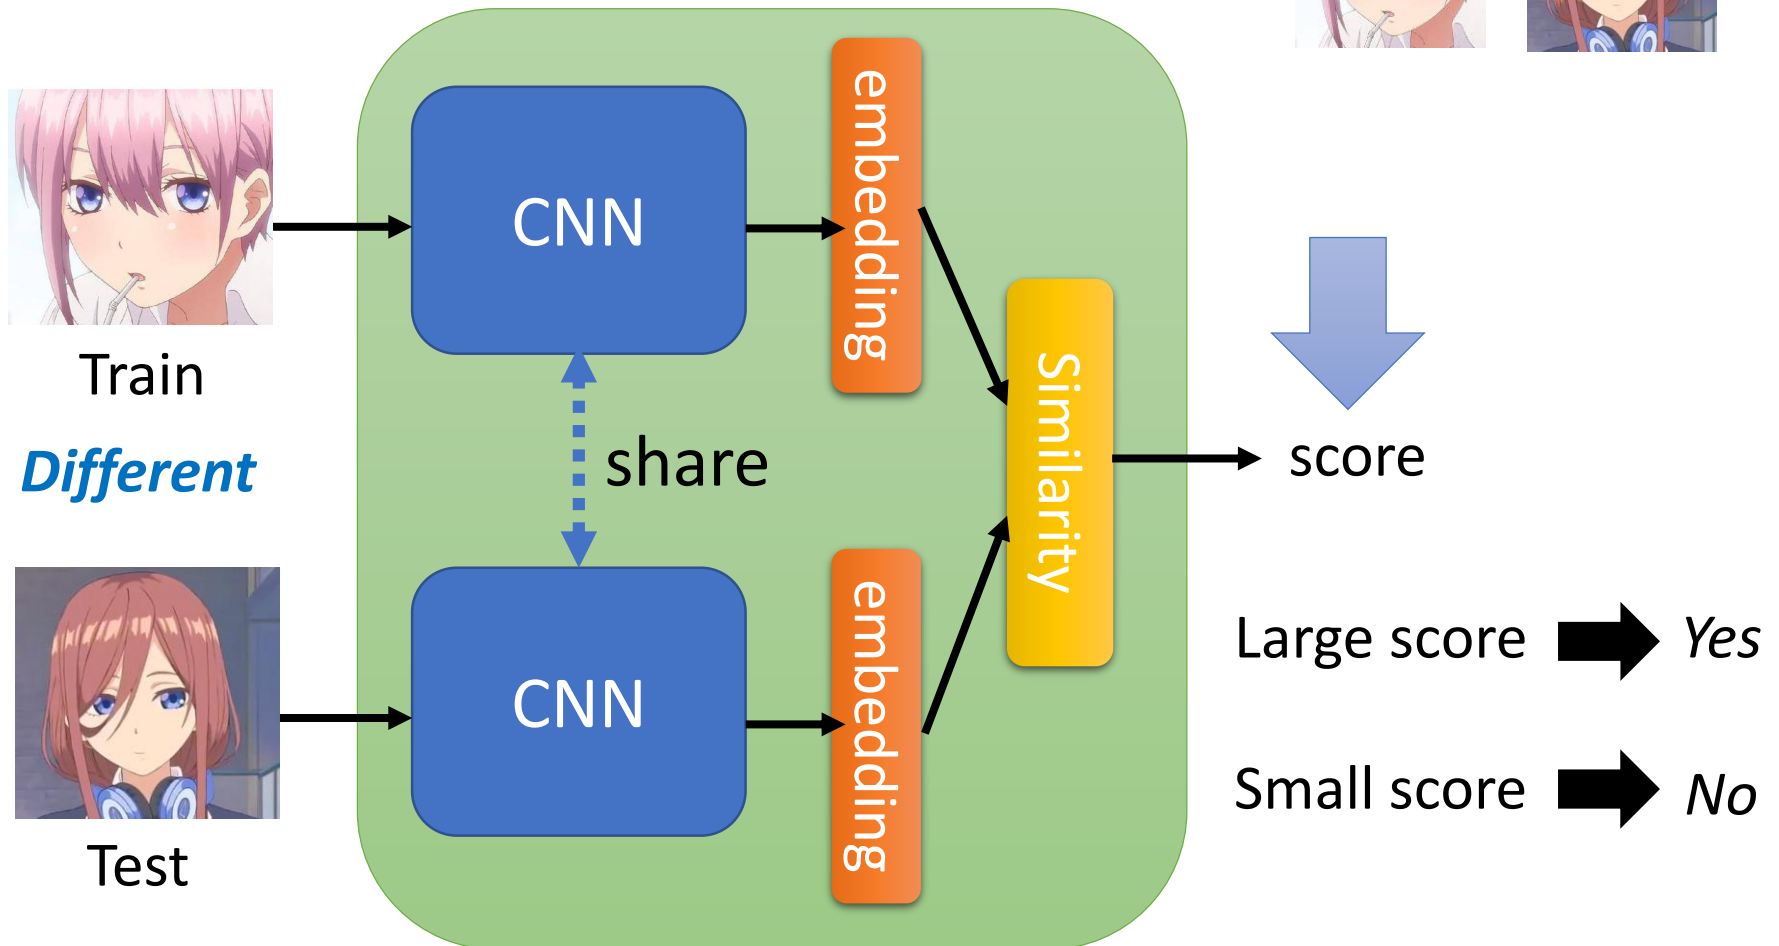 CNN
embedding
Train
Different
share
Similarity
score
CNN
embedding
Test
Large score
Yes
Small score
No